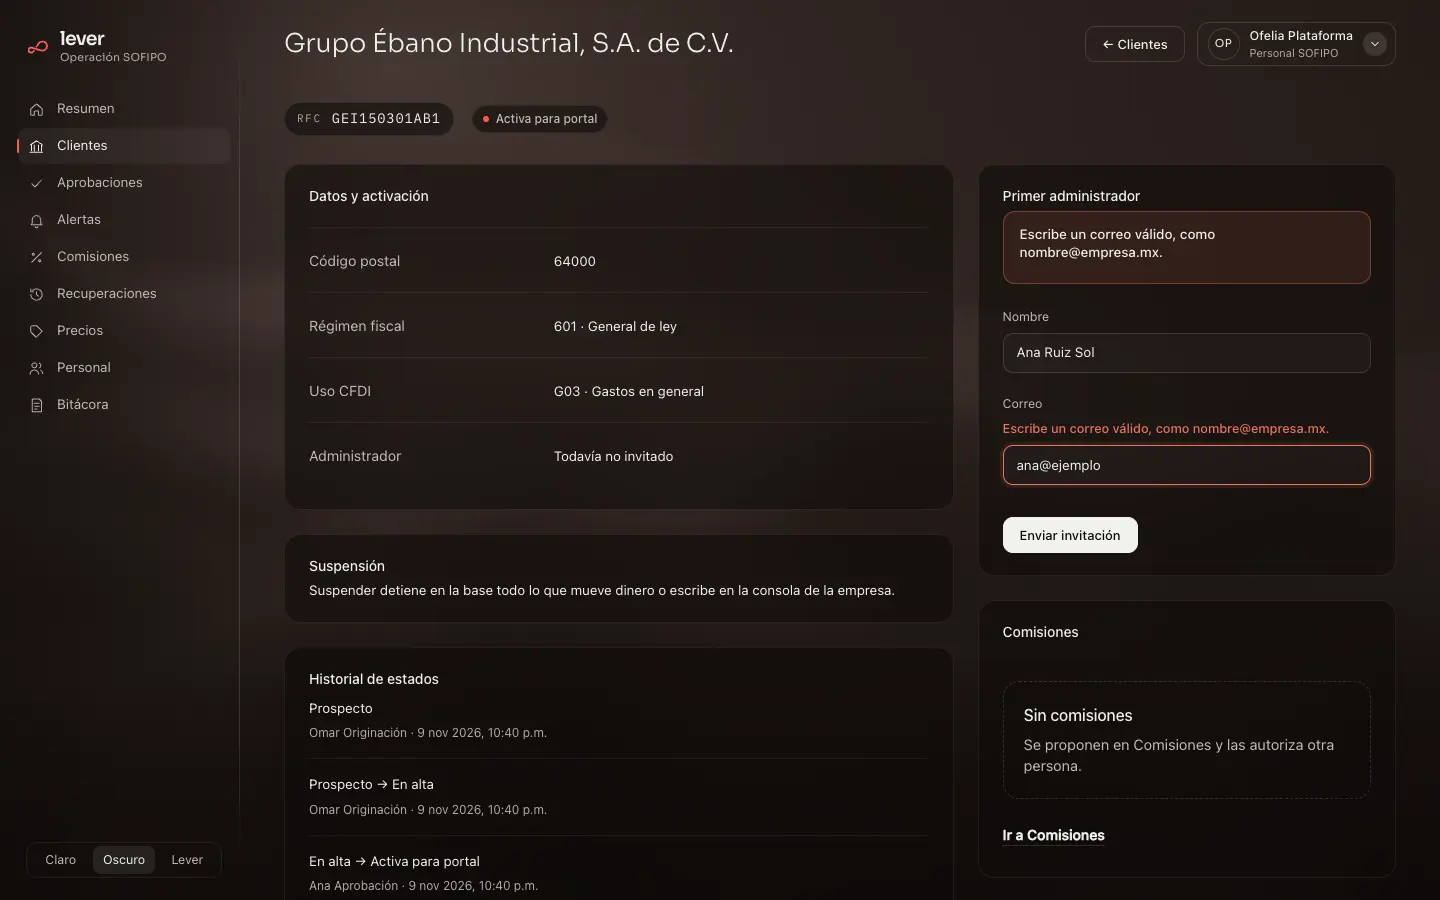 lever
Operación SOFIPO
Resumen
Clientes
Aprobaciones
Alertas
Comisiones
Recuperaciones
Precios
Personal
Bitácora
Claro
Oscuro
Lever
Grupo Ébano Industrial, S.A. de C.V.
← Clientes
OP
Ofelia Plataforma
Personal SOFIPO
RFC GEI150301AB1
Activa para portal
Datos y activación
Código postal 64000
Régimen fiscal 601 · General de ley
Uso CFDI G03 · Gastos en general
Administrador Todavía no invitado
Suspensión
Suspender detiene en la base todo lo que mueve dinero o escribe en la consola de la empresa.
Historial de estados
Prospecto
Omar Originación · 9 nov 2026, 10:40 p.m.
Prospecto → En alta
Omar Originación · 9 nov 2026, 10:40 p.m.
En alta → Activa para portal
Ana Aprobación · 9 nov 2026, 10:40 p.m.
Primer administrador
Escribe un correo válido, como
nombre@empresa.mx.
Nombre
Ana Ruiz Sol
Correo
Escribe un correo válido, como nombre@empresa.mx.
ana@ejemplo
Enviar invitación
Comisiones
Sin comisiones
Se proponen en Comisiones y las autoriza otra
persona.
Ir a Comisiones